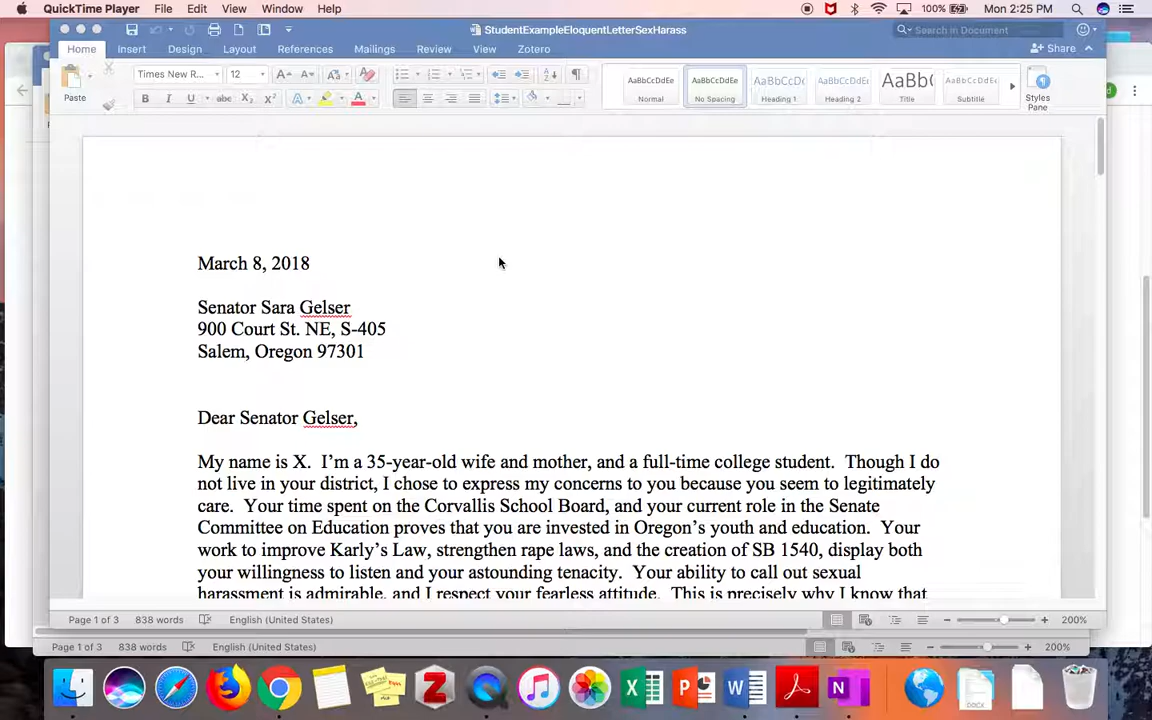 QuickTime Player File Edit View Window Help 100% Mon 2:25 PM
StudentExampleEloquentLetterSexHarass
Search in Document
Home Insert Design Layout References Mailings Review View Zotero Share
Paste
Times New R... 12
AaBbCcDdEe AaBbCcDdEe AaBbCcDc AaBbCcDdEe AaBb( AaBbCcDdEe
Normal No Spacing Heading 1 Heading 2 Title Subtitle Styles Pane
March 8, 2018
Senator Sara Gelser
900 Court St. NE, S-405
Salem, Oregon 97301
Dear Senator Gelser,
My name is X.  I’m a 35-year-old wife and mother, and a full-time college student.  Though I do
not live in your district, I chose to express my concerns to you because you seem to legitimately
care.  Your time spent on the Corvallis School Board, and your current role in the Senate
Committee on Education proves that you are invested in Oregon’s youth and education.  Your
work to improve Karly’s Law, strengthen rape laws, and the creation of SB 1540, display both
your willingness to listen and your astounding tenacity.  Your ability to call out sexual
harassment is admirable, and I respect your fearless attitude.  This is precisely why I know that
Page 1 of 3 838 words English (United States) 200%
Page 1 of 3 838 words English (United States) 200%